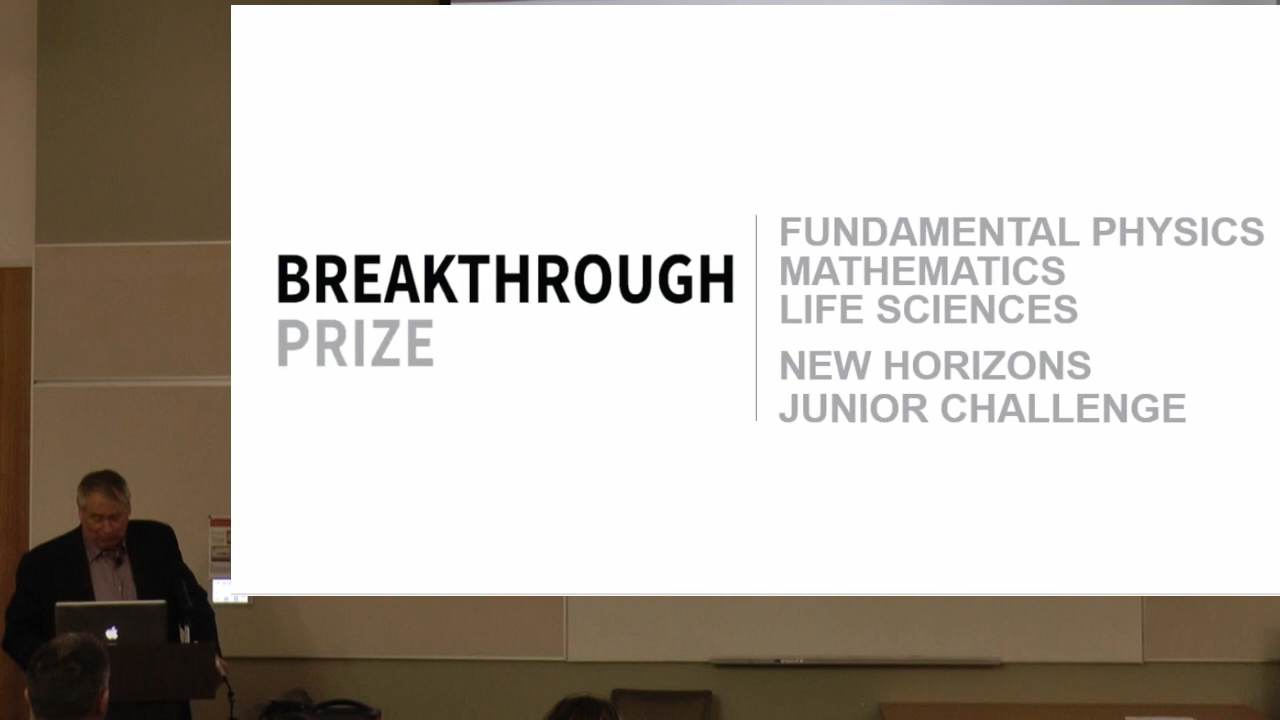 BREAKTHROUGH
PRIZE
FUNDAMENTAL PHYSICS
MATHEMATICS
LIFE SCIENCES
NEW HORIZONS
JUNIOR CHALLENGE